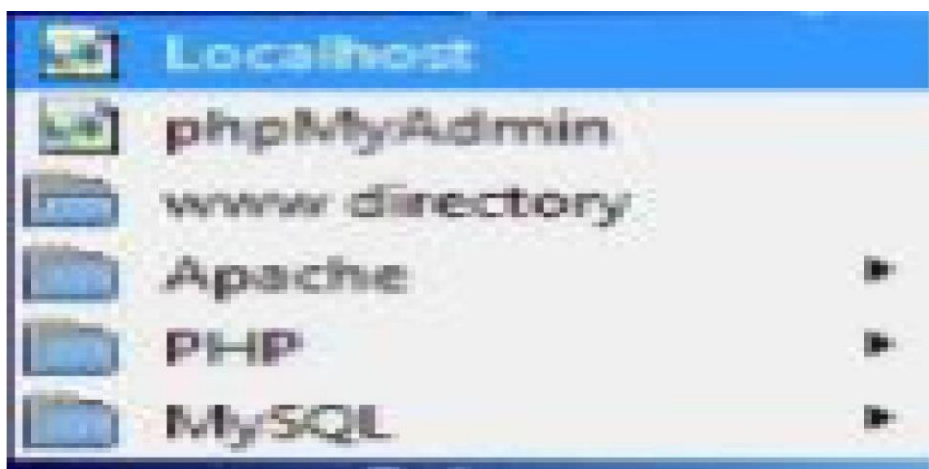 Localhost
phpMyAdmin
www directory
Apache
PHP
MySQL